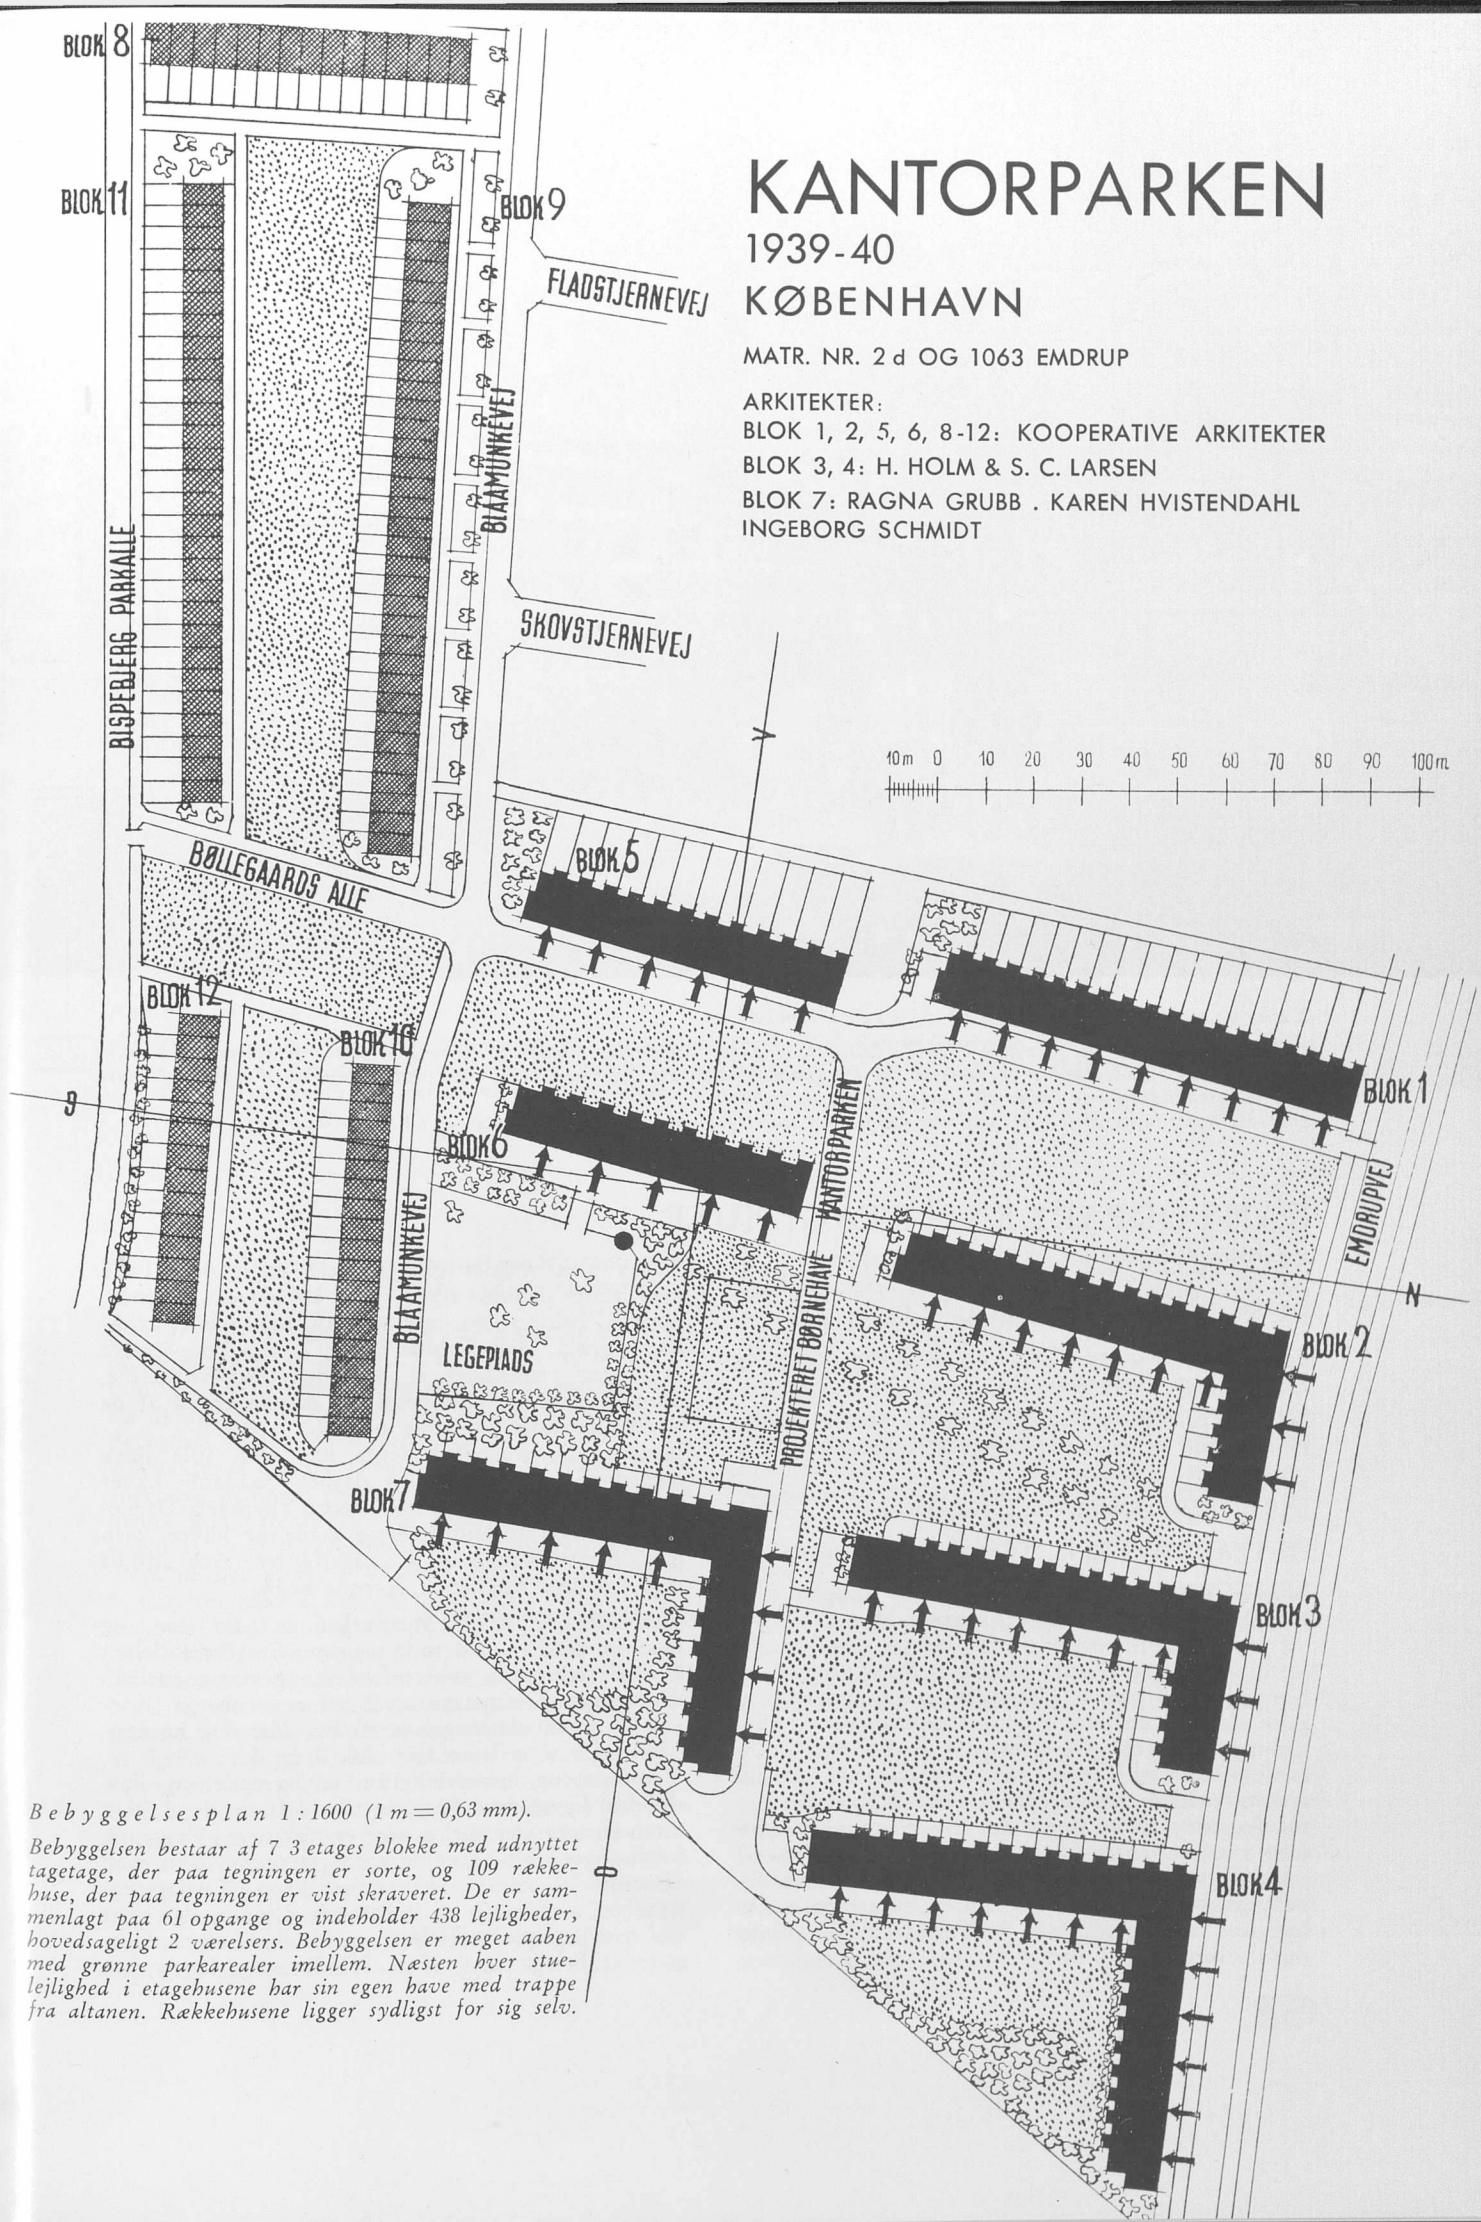 KANTORPARKEN
1939-40
KØBENHAVN
MATR. NR. 2 d OG 1063 EMDRUP
ARKITEKTER:
BLOK 1, 2, 5, 6, 8-12: KOOPERATIVE ARKITEKTER
BLOK 3, 4: H. HOLM & S. C. LARSEN
BLOK 7: RAGNA GRUBB . KAREN HVISTENDAHL
INGEBORG SCHMIDT
BLOK 8
BLOK 11
BLOK 9
FLADSTJERNEVEJ
BLAAMUNKEVEJ
BISPEBJERG PARKALLE
SKOVSTJERNEVEJ
V
10 m 0 10 20 30 40 50 60 70 80 90 100 m
BØLLEGAARDS ALLE
BLOK 5
BLOK 12
BLOK 10
BLOK 1
BLOK 6
KANTORPARKEN
EMDRUPVEJ
BLAAMUNKEVEJ
N
LEGEPLADS
PROJEKTERET BØRNEHAVE
BLOK 2
BLOK 7
BLOK 3
BLOK 4
Bebyggelsesplan 1 : 1600 (1 m = 0,63 mm).
Bebyggelsen bestaar af 7 3 etages blokke med udnyttet
tagetage, der paa tegningen er sorte, og 109 række-
huse, der paa tegningen er vist skraveret. De er sam-
menlagt paa 61 opgange og indeholder 438 lejligheder,
hovedsageligt 2 værelsers. Bebyggelsen er meget aaben
med grønne parkarealer imellem. Næsten hver stue-
lejlighed i etagehusene har sin egen have med trappe
fra altanen. Rækkehusene ligger sydligst for sig selv.